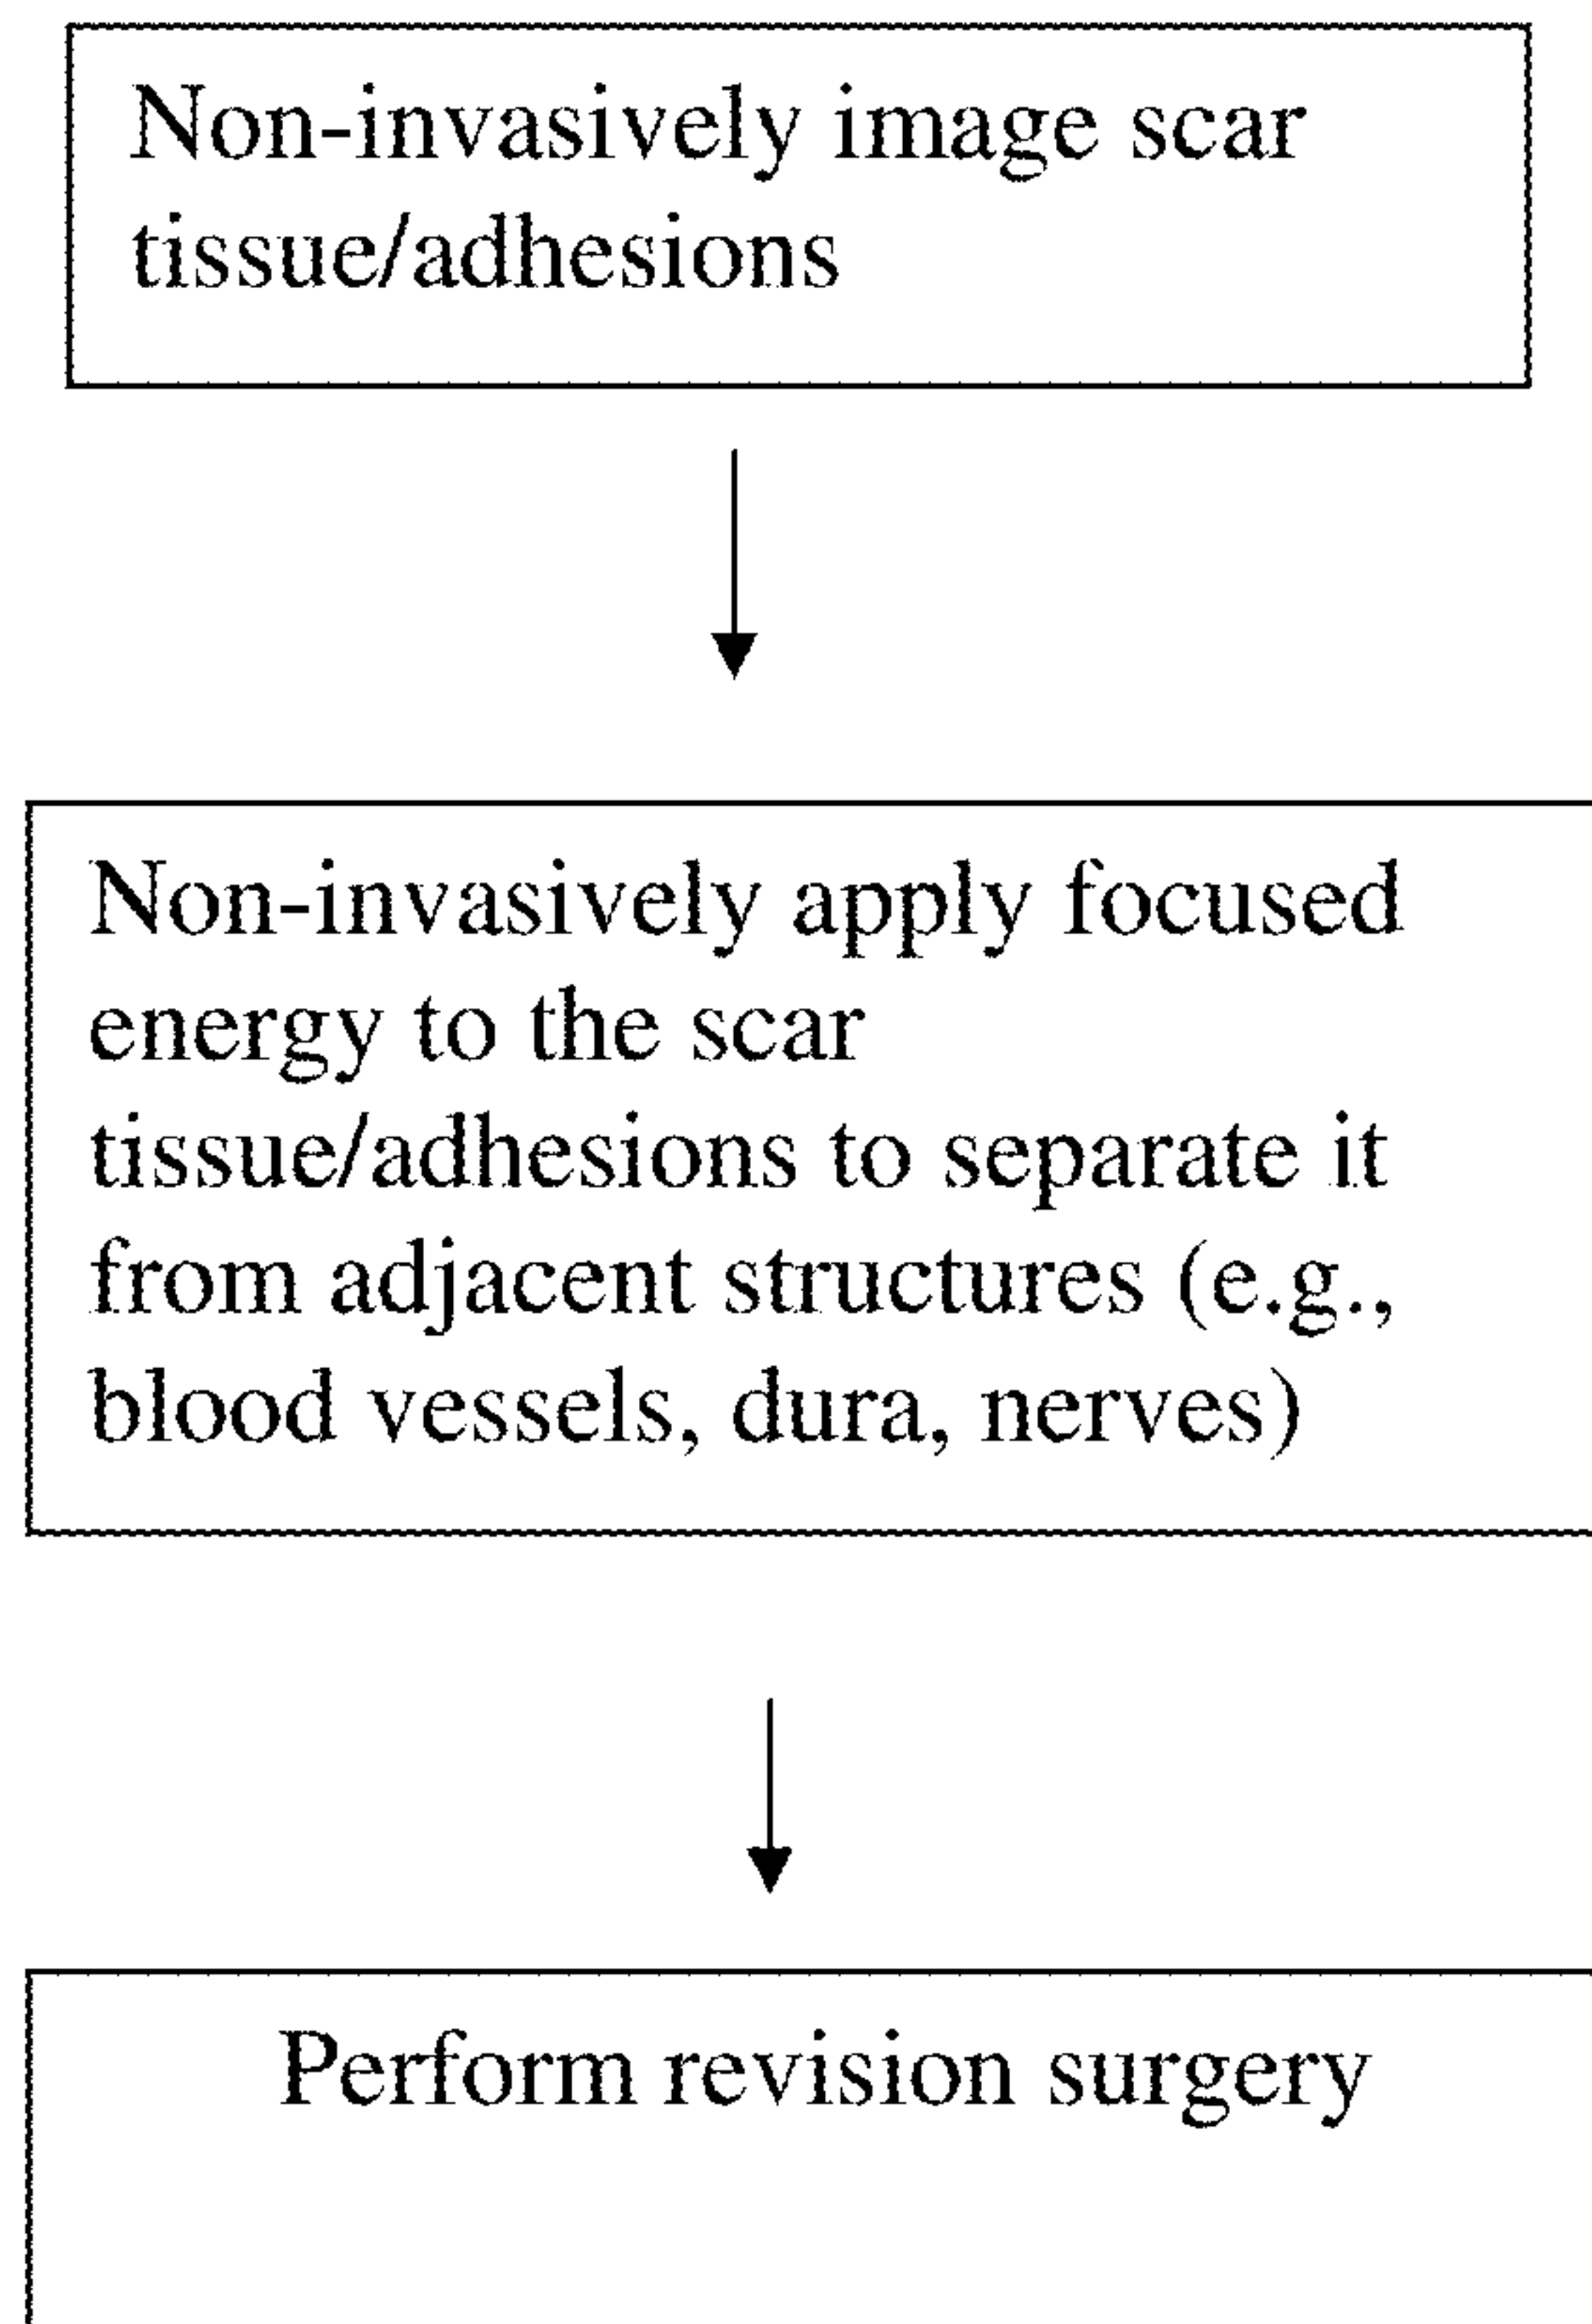 Non-invasively image scar
tissue/adhesions
Non-invasively apply focused
energy to the scar
tissue/adhesions to separate it
from adjacent structures (e.g.,
blood vessels, dura, nerves)
Perform revision surgery